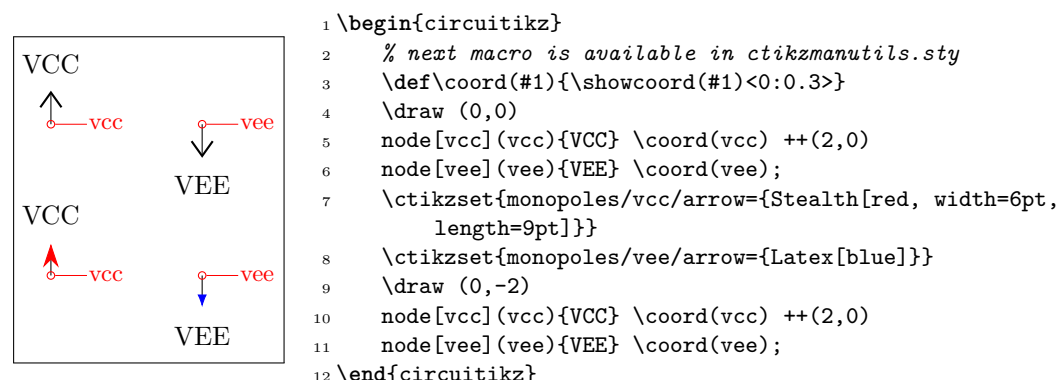 VCC
vcc
vee
VEE
VCC
vcc
vee
VEE
1 \begin{circuitikz}
2 % next macro is available in ctikzmanutils.sty
3 \def\coord(#1){\showcoord(#1)<0:0.3>}
4 \draw (0,0)
5 node[vcc](vcc){VCC} \coord(vcc) ++(2,0)
6 node[vee](vee){VEE} \coord(vee);
7 \ctikzset{monopoles/vcc/arrow={Stealth[red, width=6pt,
length=9pt]}}
8 \ctikzset{monopoles/vee/arrow={Latex[blue]}}
9 \draw (0,-2)
10 node[vcc](vcc){VCC} \coord(vcc) ++(2,0)
11 node[vee](vee){VEE} \coord(vee);
12 \end{circuitikz}